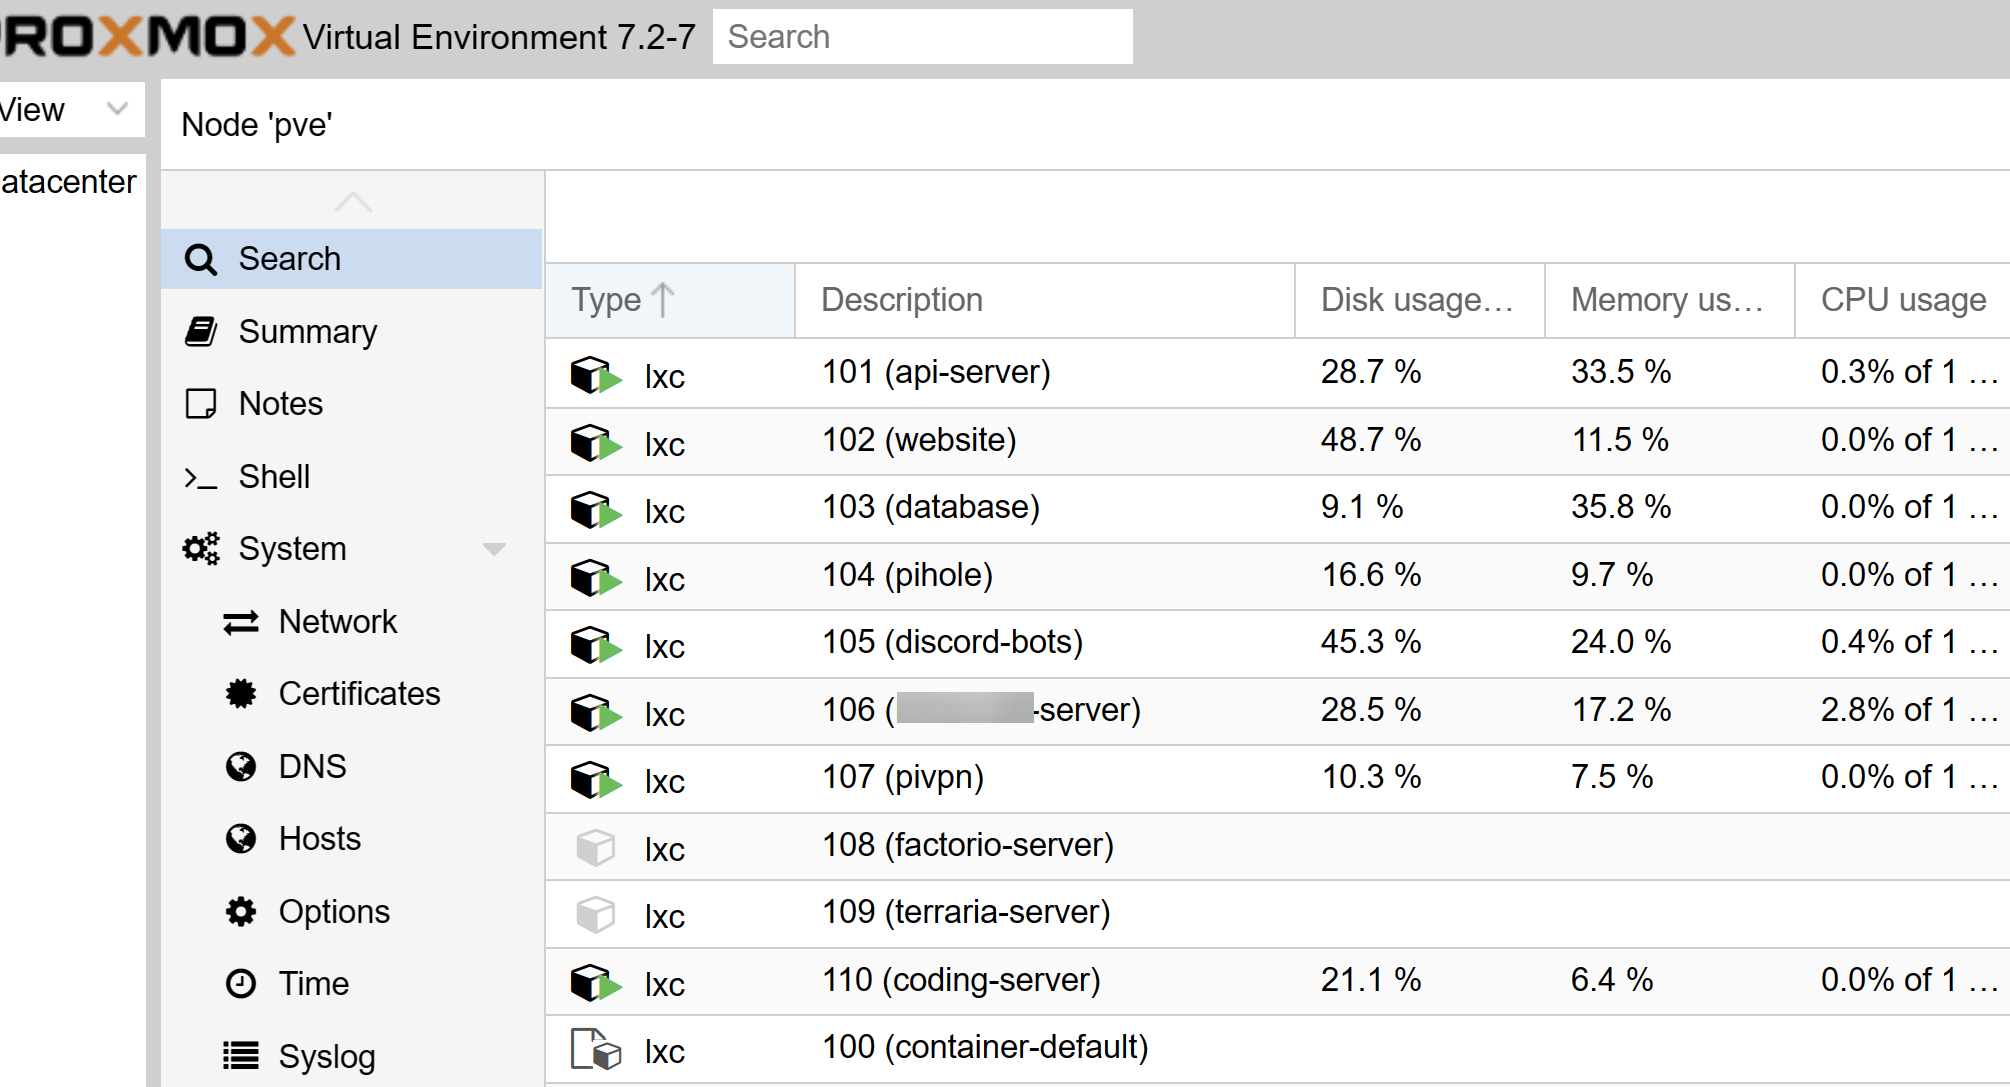 ROXMOX Virtual Environment 7.2-7 Search
View
Node 'pve'
atacenter
Search
Summary
Notes
Shell
System
Network
Certificates
DNS
Hosts
Options
Time
Syslog
Type Description Disk usage... Memory us... CPU usage
lxc 101 (api-server) 28.7 % 33.5 % 0.3% of 1 ...
lxc 102 (website) 48.7 % 11.5 % 0.0% of 1 ...
lxc 103 (database) 9.1 % 35.8 % 0.0% of 1 ...
lxc 104 (pihole) 16.6 % 9.7 % 0.0% of 1 ...
lxc 105 (discord-bots) 45.3 % 24.0 % 0.4% of 1 ...
lxc 106 ( -server) 28.5 % 17.2 % 2.8% of 1 ...
lxc 107 (pivpn) 10.3 % 7.5 % 0.0% of 1 ...
lxc 108 (factorio-server)
lxc 109 (terraria-server)
lxc 110 (coding-server) 21.1 % 6.4 % 0.0% of 1 ...
lxc 100 (container-default)